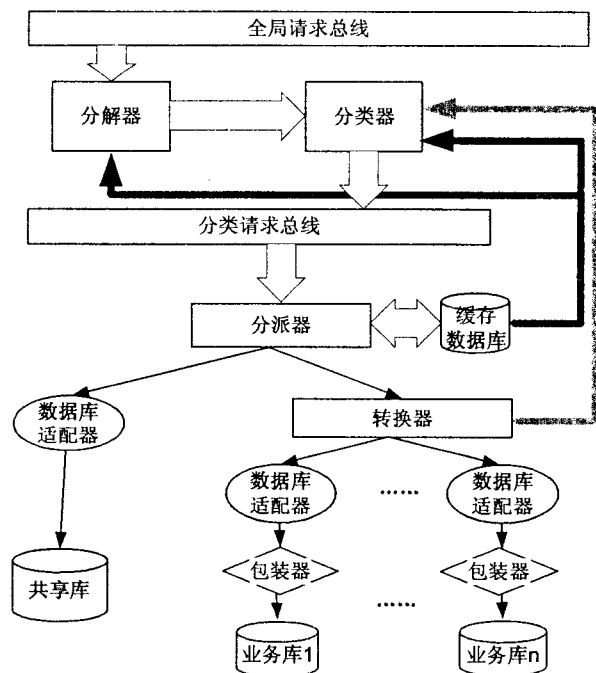 全局请求总线
分解器
分类器
分类请求总线
分派器
缓存
数据库
数据库
适配器
转换器
数据库
适配器
......
数据库
适配器
共享库
包装器
包装器
......
业务库1
业务库n